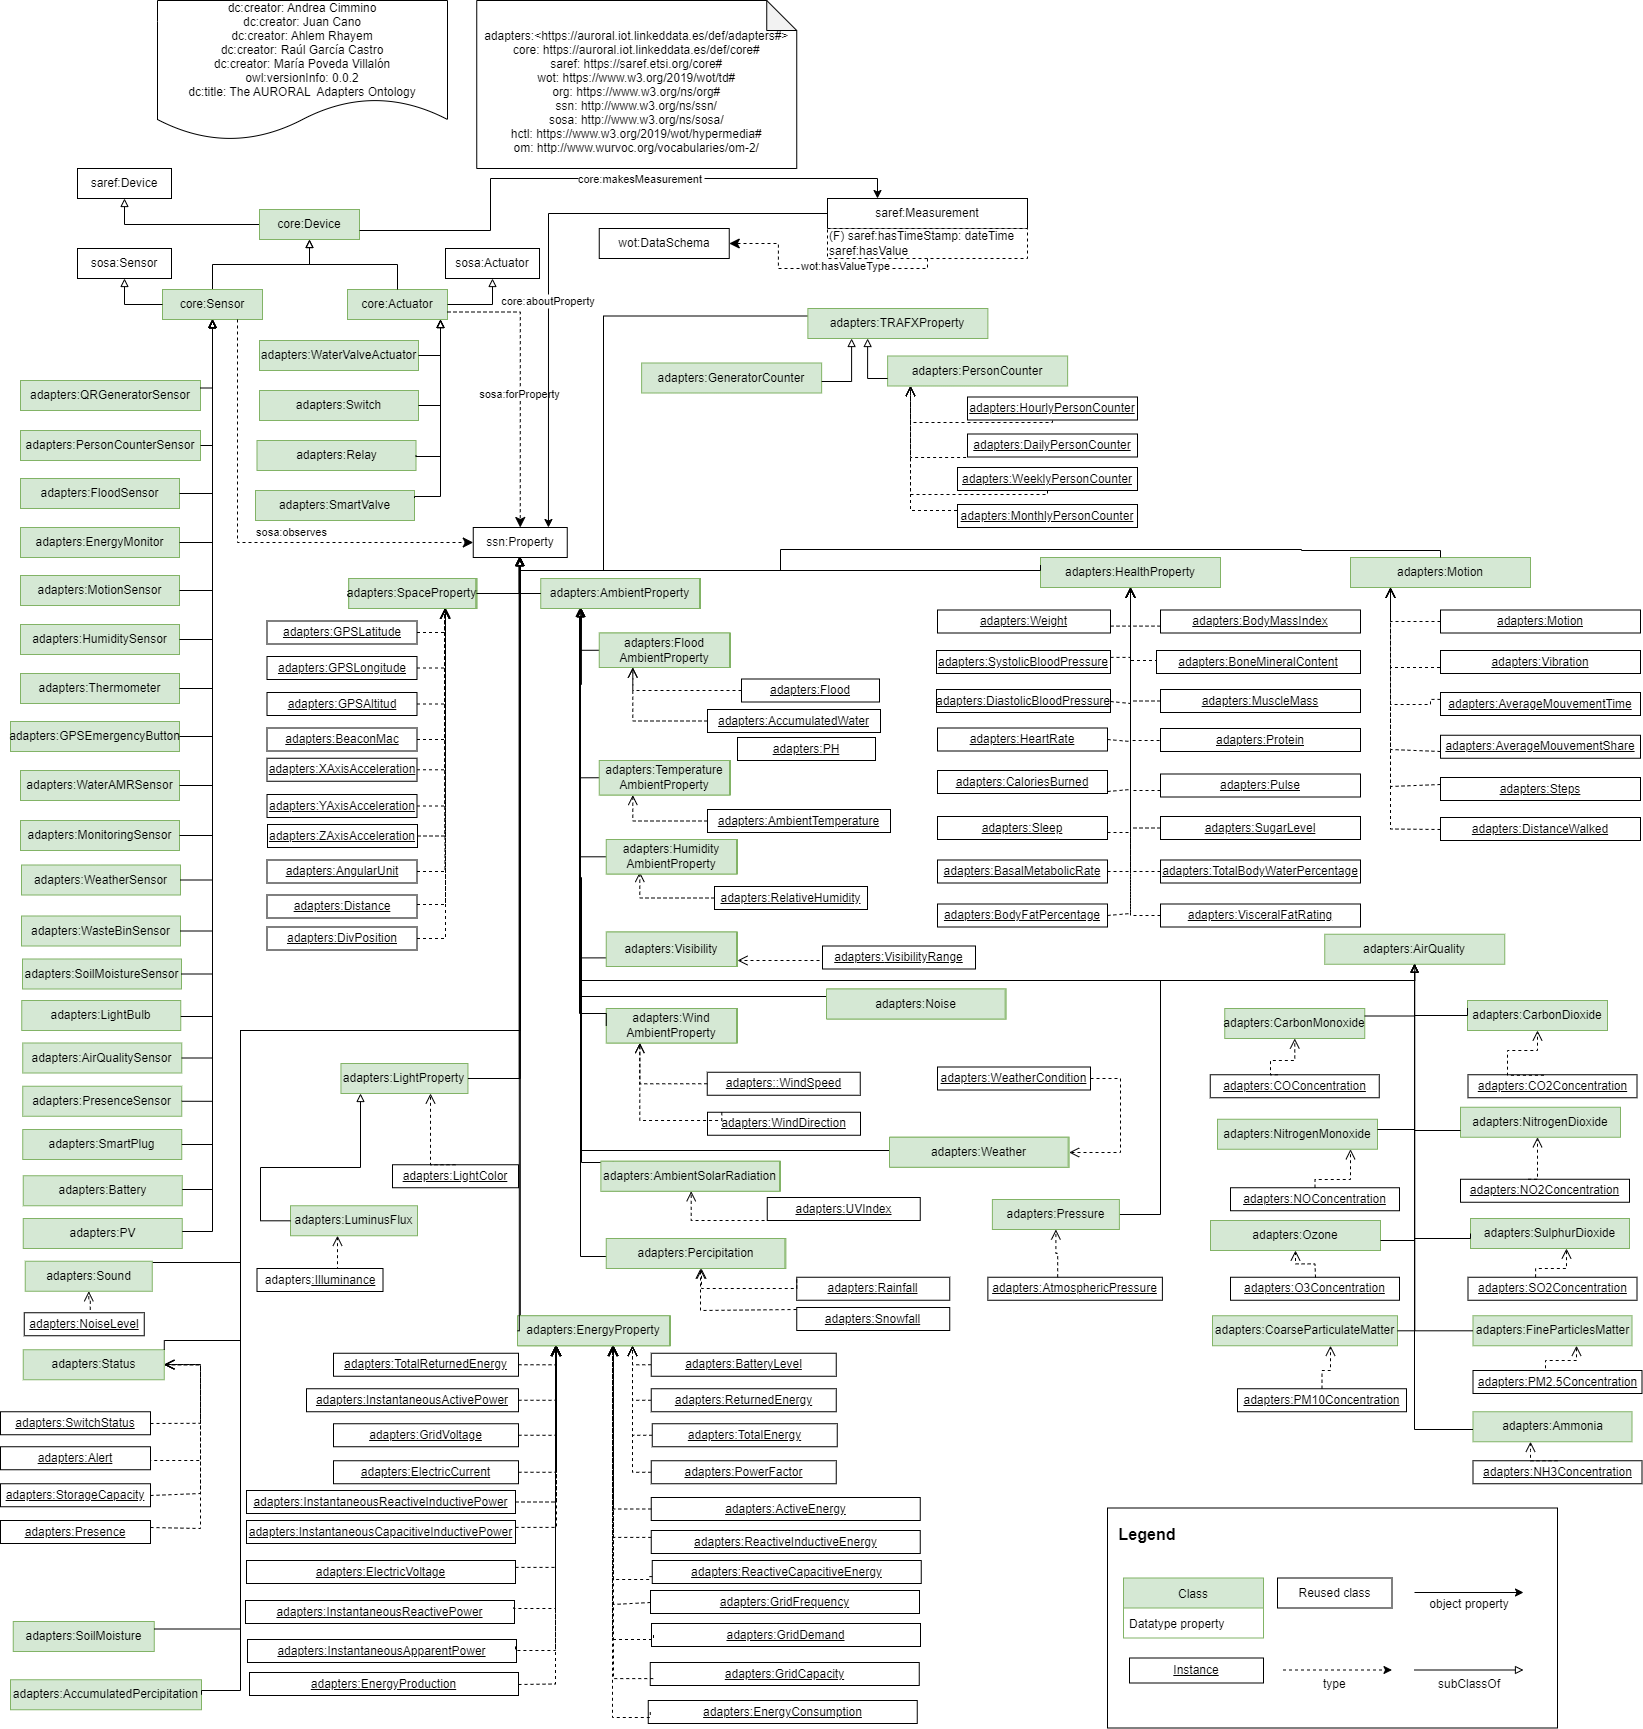 dc:creator: Andrea Cimmino
dc:creator: Juan Cano
dc:creator: Ahlem Rhayem
dc:creator: Raúl García Castro
dc:creator: María Poveda Villalón
owl:versionInfo: 0.0.2
dc:title: The AURORAL Adapters Ontology
adapters:<https://auroral.iot.linkeddata.es/def/adapters#>
core: https://auroral.iot.linkeddata.es/def/core#
saref: https://saref.etsi.org/core#
wot: https://www.w3.org/2019/wot/td#
org: https://www.w3.org/ns/org#
ssn: http://www.w3.org/ns/ssn/
sosa: http://www.w3.org/ns/sosa/
hctl: https://www.w3.org/2019/wot/hypermedia#
om: http://www.wurvoc.org/vocabularies/om-2/
saref:Device
core:makesMeasurement
core:Device
saref:Measurement
(F) saref:hasTimeStamp: dateTime
saref:hasValue
wot:DataSchema
wot:hasValueType
sosa:Sensor
sosa:Actuator
core:Sensor
core:Actuator
core:aboutProperty
sosa:forProperty
sosa:observes
ssn:Property
adapters:WaterValveActuator
adapters:Switch
adapters:Relay
adapters:SmartValve
adapters:QRGeneratorSensor
adapters:PersonCounterSensor
adapters:FloodSensor
adapters:EnergyMonitor
adapters:MotionSensor
adapters:HumiditySensor
adapters:Thermometer
adapters:GPSEmergencyButton
adapters:WaterAMRSensor
adapters:MonitoringSensor
adapters:WeatherSensor
adapters:WasteBinSensor
adapters:SoilMoistureSensor
adapters:LightBulb
adapters:AirQualitySensor
adapters:PresenceSensor
adapters:SmartPlug
adapters:Battery
adapters:PV
adapters:TRAFXProperty
adapters:GeneratorCounter
adapters:PersonCounter
adapters:HourlyPersonCounter
adapters:DailyPersonCounter
adapters:WeeklyPersonCounter
adapters:MonthlyPersonCounter
adapters:SpaceProperty
adapters:GPSLatitude
adapters:GPSLongitude
adapters:GPSAltitud
adapters:BeaconMac
adapters:XAxisAcceleration
adapters:YAxisAcceleration
adapters:ZAxisAcceleration
adapters:AngularUnit
adapters:Distance
adapters:DivPosition
adapters:AmbientProperty
adapters:Flood
AmbientProperty
adapters:Flood
adapters:AccumulatedWater
adapters:PH
adapters:Temperature
AmbientProperty
adapters:AmbientTemperature
adapters:Humidity
AmbientProperty
adapters:RelativeHumidity
adapters:Visibility
adapters:VisibilityRange
adapters:Noise
adapters:Wind
AmbientProperty
adapters::WindSpeed
adapters:WindDirection
adapters:WeatherCondition
adapters:Weather
adapters:AmbientSolarRadiation
adapters:UVIndex
adapters:Percipitation
adapters:Rainfall
adapters:Snowfall
adapters:Pressure
adapters:AtmosphericPressure
adapters:HealthProperty
adapters:Weight
adapters:BodyMassIndex
adapters:SystolicBloodPressure
adapters:BoneMineralContent
adapters:DiastolicBloodPressure
adapters:MuscleMass
adapters:HeartRate
adapters:Protein
adapters:CaloriesBurned
adapters:Pulse
adapters:Sleep
adapters:SugarLevel
adapters:BasalMetabolicRate
adapters:TotalBodyWaterPercentage
adapters:BodyFatPercentage
adapters:VisceralFatRating
adapters:Motion
adapters:Motion
adapters:Vibration
adapters:AverageMouvementTime
adapters:AverageMouvementShare
adapters:Steps
adapters:DistanceWalked
adapters:AirQuality
adapters:CarbonMonoxide
adapters:CarbonDioxide
adapters:COConcentration
adapters:CO2Concentration
adapters:NitrogenMonoxide
adapters:NitrogenDioxide
adapters:NOConcentration
adapters:NO2Concentration
adapters:Ozone
adapters:SulphurDioxide
adapters:O3Concentration
adapters:SO2Concentration
adapters:CoarseParticulateMatter
adapters:FineParticlesMatter
adapters:PM10Concentration
adapters:PM2.5Concentration
adapters:Ammonia
adapters:NH3Concentration
adapters:LightProperty
adapters:LightColor
adapters:LuminusFlux
adapters:Illuminance
adapters:Sound
adapters:NoiseLevel
adapters:Status
adapters:SwitchStatus
adapters:Alert
adapters:StorageCapacity
adapters:Presence
adapters:SoilMoisture
adapters:AccumulatedPercipitation
adapters:EnergyProperty
adapters:TotalReturnedEnergy
adapters:InstantaneousActivePower
adapters:GridVoltage
adapters:ElectricCurrent
adapters:InstantaneousReactiveInductivePower
adapters:InstantaneousCapacitiveInductivePower
adapters:ElectricVoltage
adapters:InstantaneousReactivePower
adapters:InstantaneousApparentPower
adapters:EnergyProduction
adapters:BatteryLevel
adapters:ReturnedEnergy
adapters:TotalEnergy
adapters:PowerFactor
adapters:ActiveEnergy
adapters:ReactiveInductiveEnergy
adapters:ReactiveCapacitiveEnergy
adapters:GridFrequency
adapters:GridDemand
adapters:GridCapacity
adapters:EnergyConsumption
Legend
Class
Datatype property
Reused class
object property
Instance
type
subClassOf